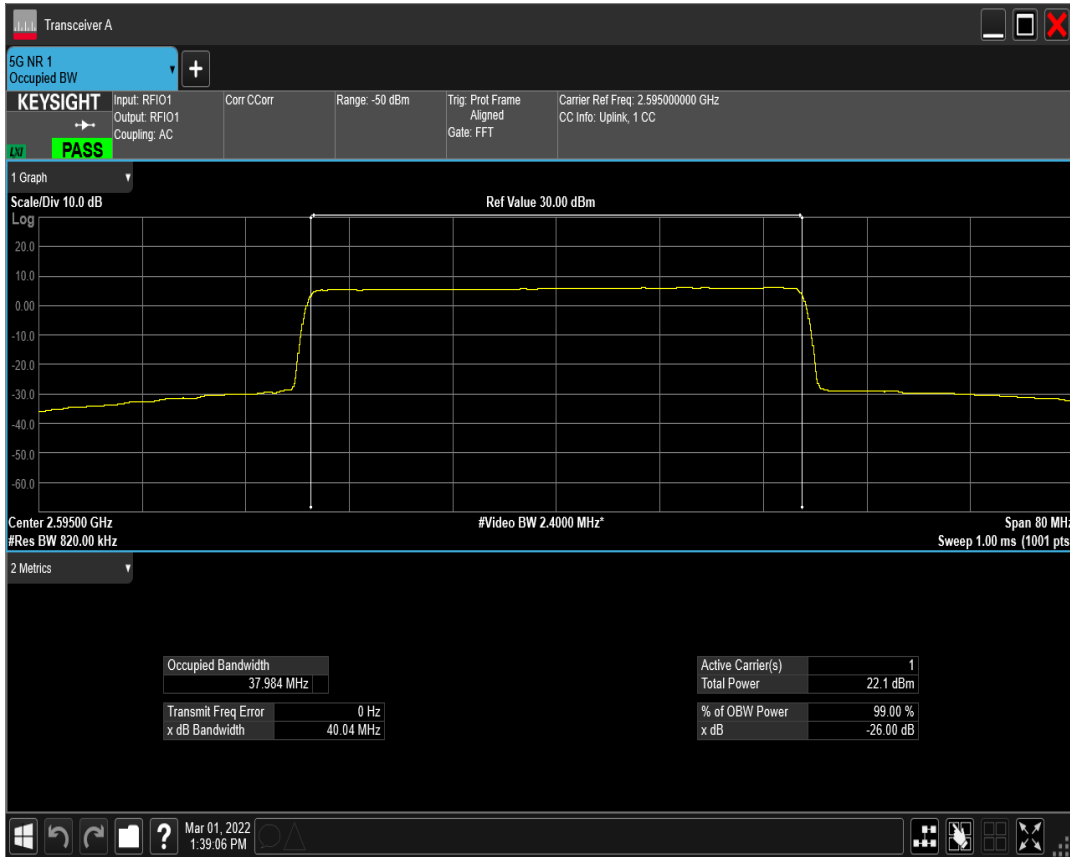 Transceiver A
5G NR 1
Occupied BW
+
KEYSIGHT
LXI
PASS
Input: RFIO1
Output: RFIO1
Coupling: AC
Corr CCorr
Range: -50 dBm
Trig: Prot Frame
Aligned
Gate: FFT
Carrier Ref Freq: 2.595000000 GHz
CC Info: Uplink, 1 CC
1 Graph
Scale/Div 10.0 dB
Ref Value 30.00 dBm
Log
20.0
10.0
0.00
-10.0
-20.0
-30.0
-40.0
-50.0
-60.0
Center 2.59500 GHz
#Video BW 2.4000 MHz*
Span 80 MHz
#Res BW 820.00 kHz
Sweep 1.00 ms (1001 pts
2 Metrics
Occupied Bandwidth
37.984 MHz
Transmit Freq Error 0 Hz
x dB Bandwidth 40.04 MHz
Active Carrier(s) 1
Total Power 22.1 dBm
% of OBW Power 99.00 %
x dB -26.00 dB
?
Mar 01, 2022
1:39:06 PM